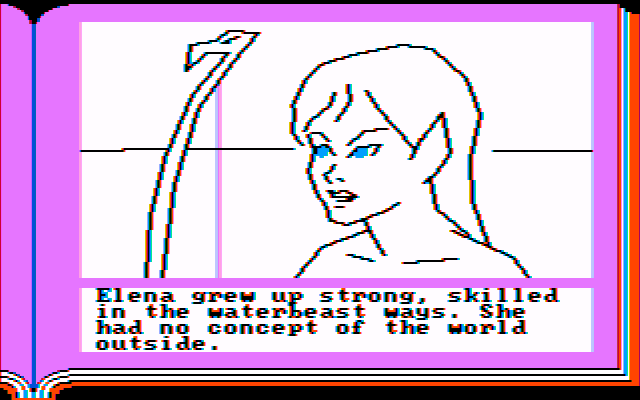 Elena grew up strong, skilled
in the waterbeast ways. She
had no concept of the world
outside.